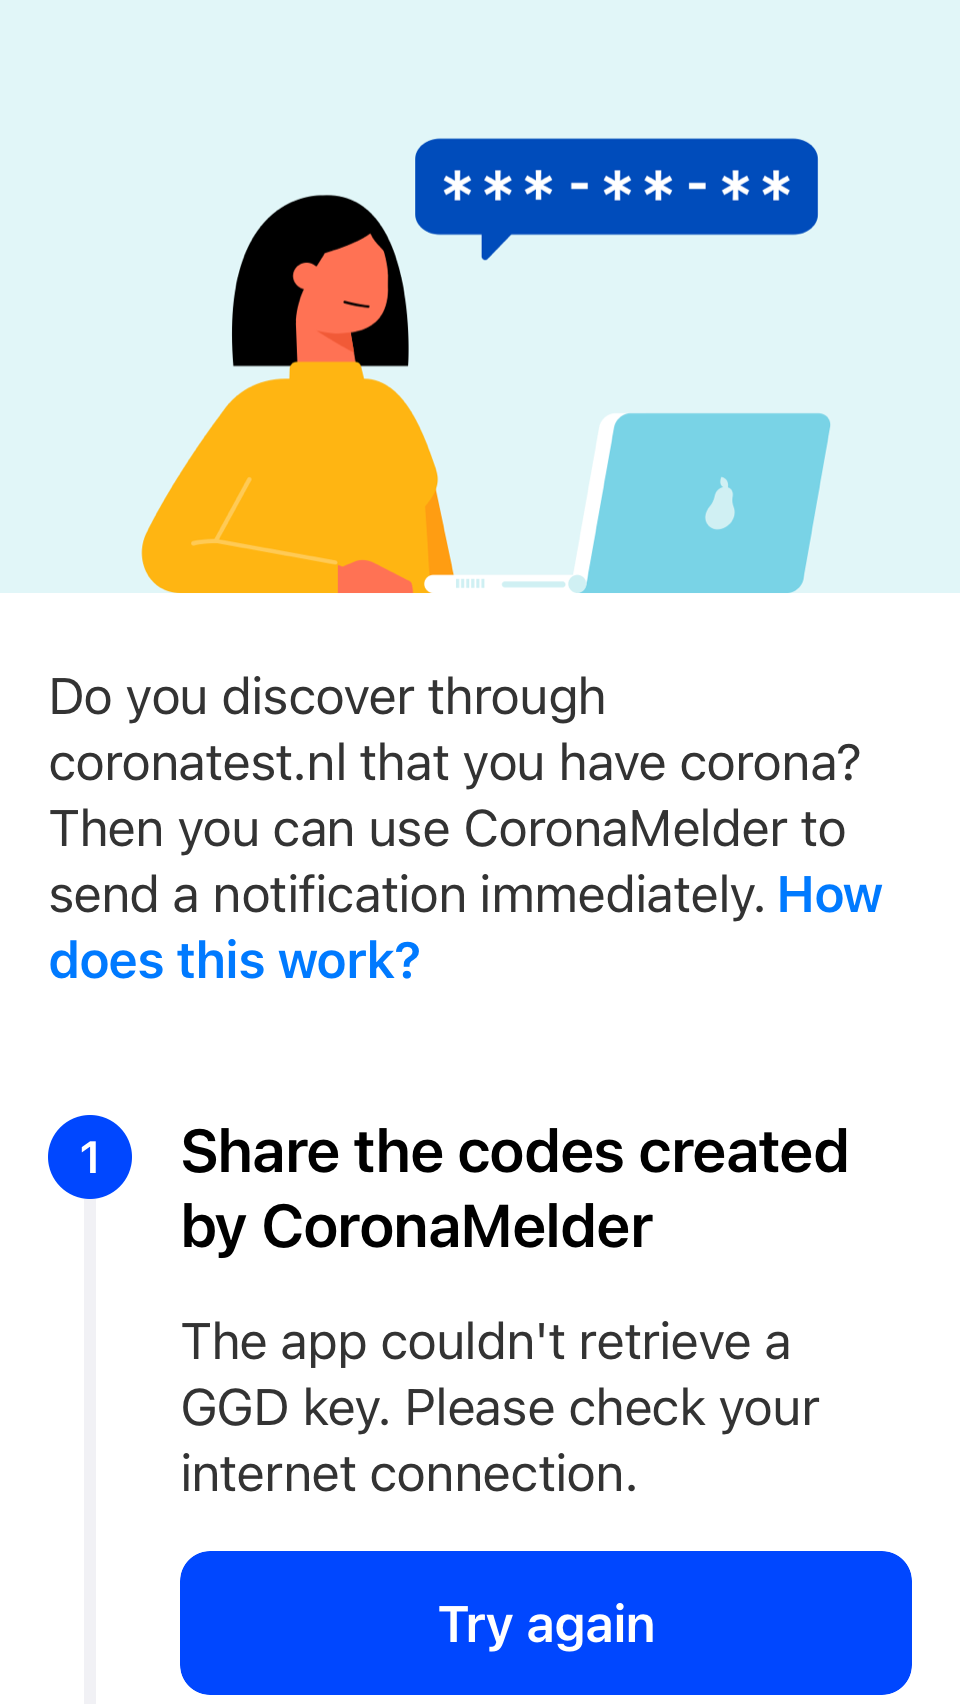 ***-**-**
Do you discover through
coronatest.nl that you have corona?
Then you can use CoronaMelder to
send a notification immediately. How
does this work?
1
Share the codes created
by CoronaMelder
The app couldn't retrieve a
GGD key. Please check your
internet connection.
Try again